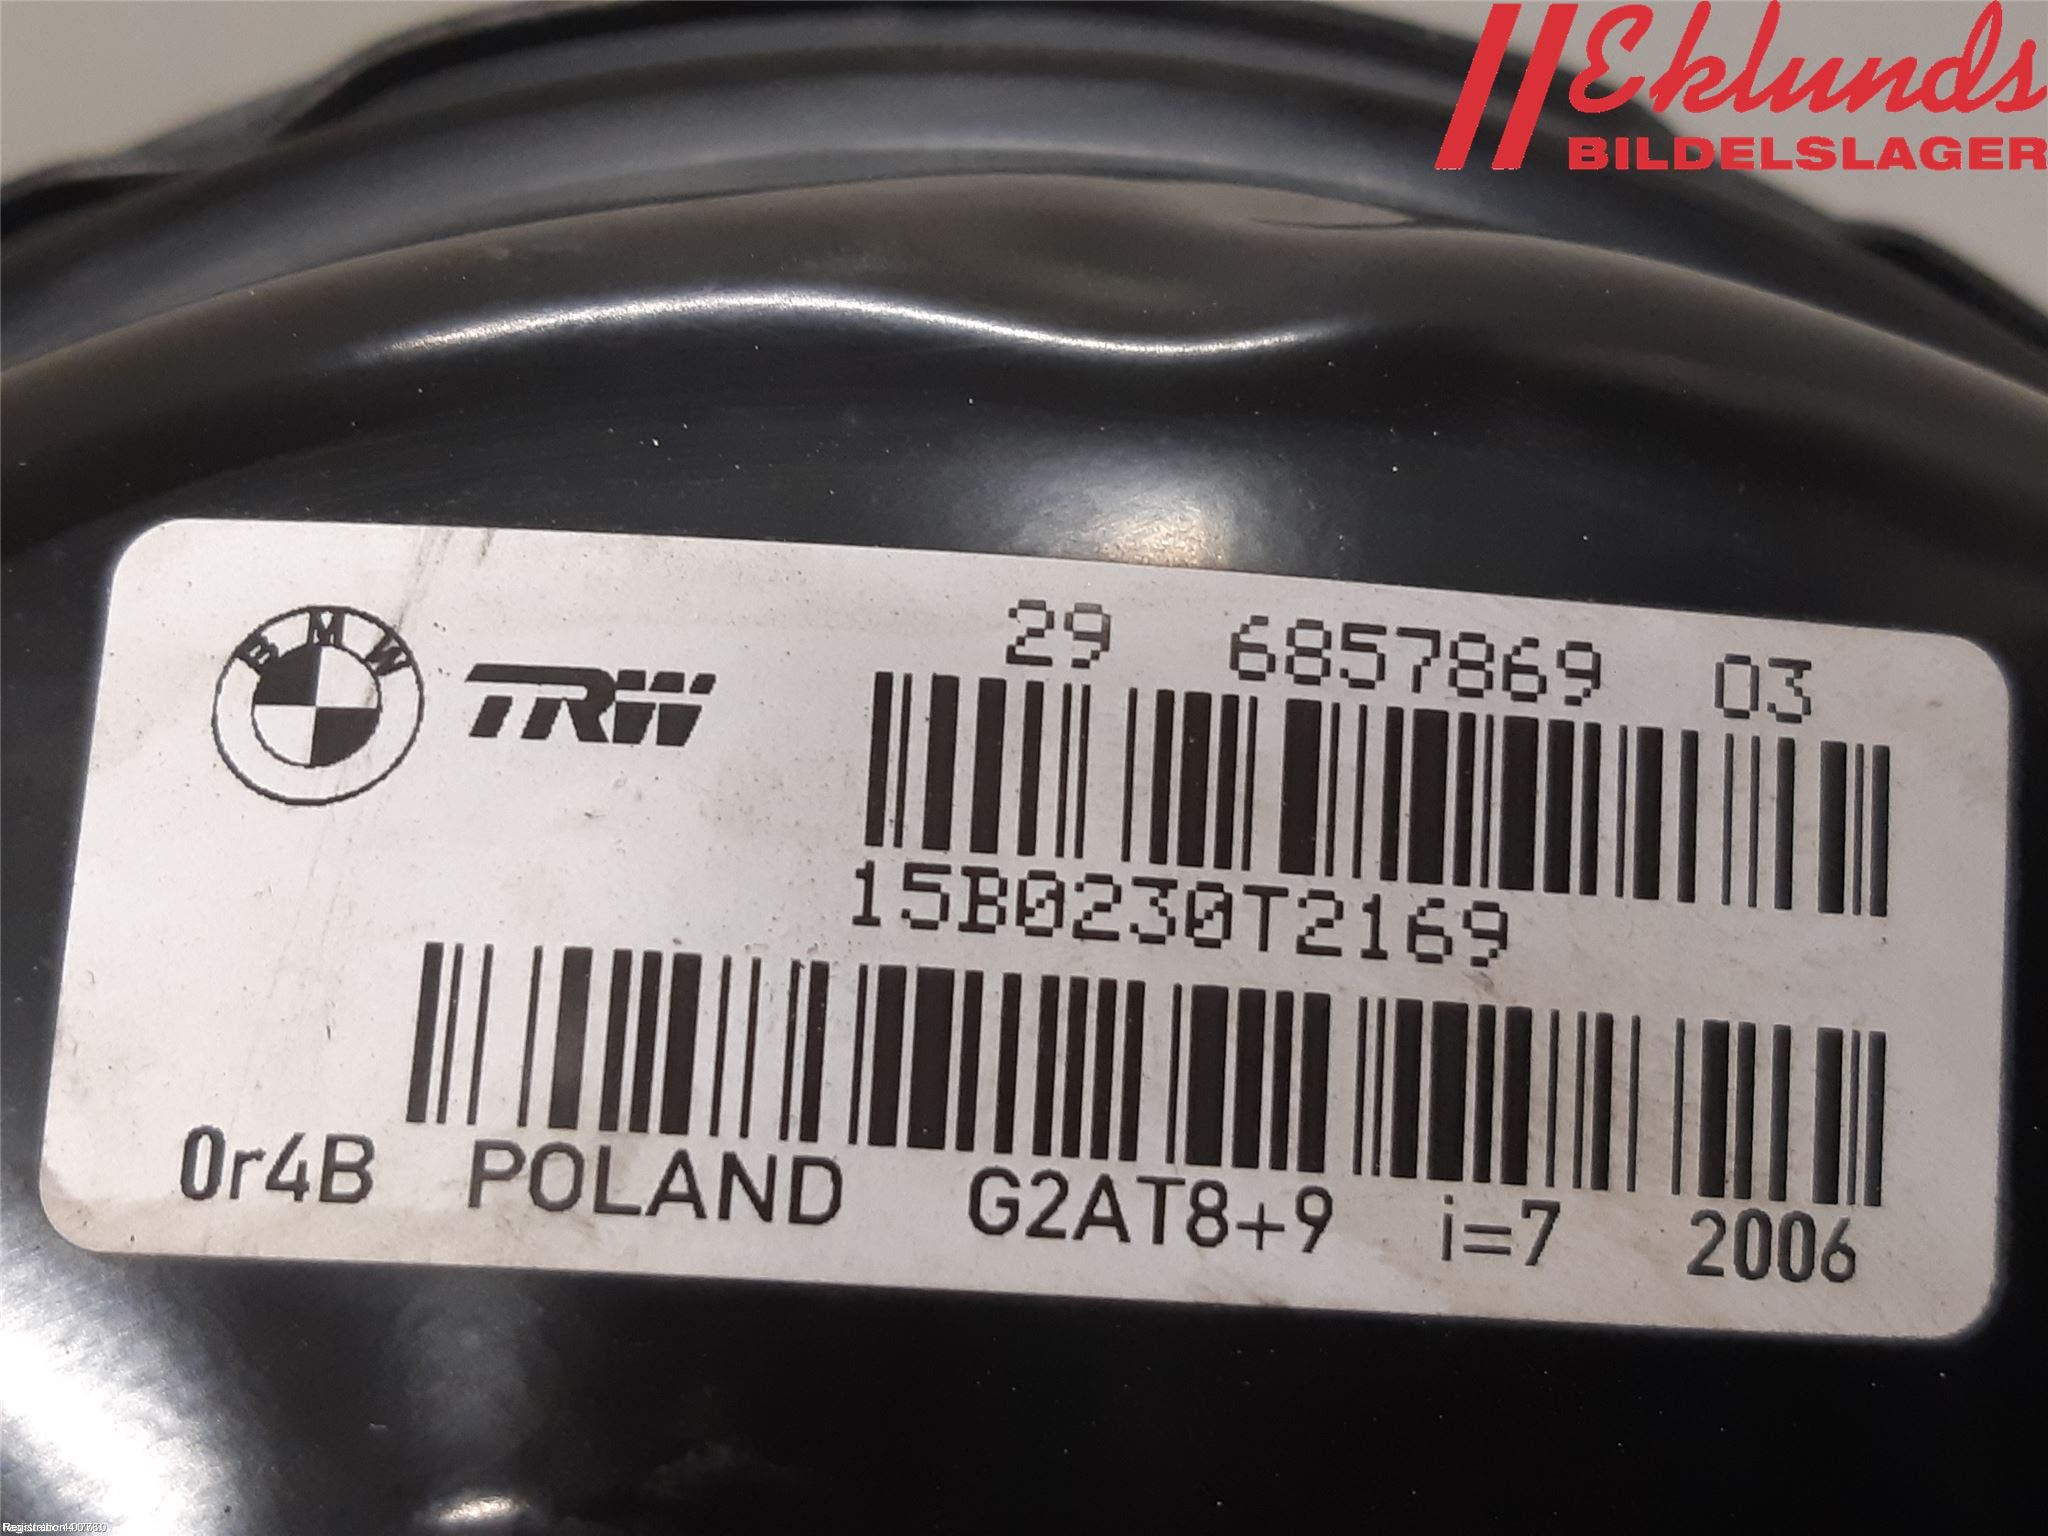 Eklunds
BILDELSLAGER
BMW TRW
29 6857869 03
15B0230T2169
0r4B POLAND G2AT8+9 i=7 2006